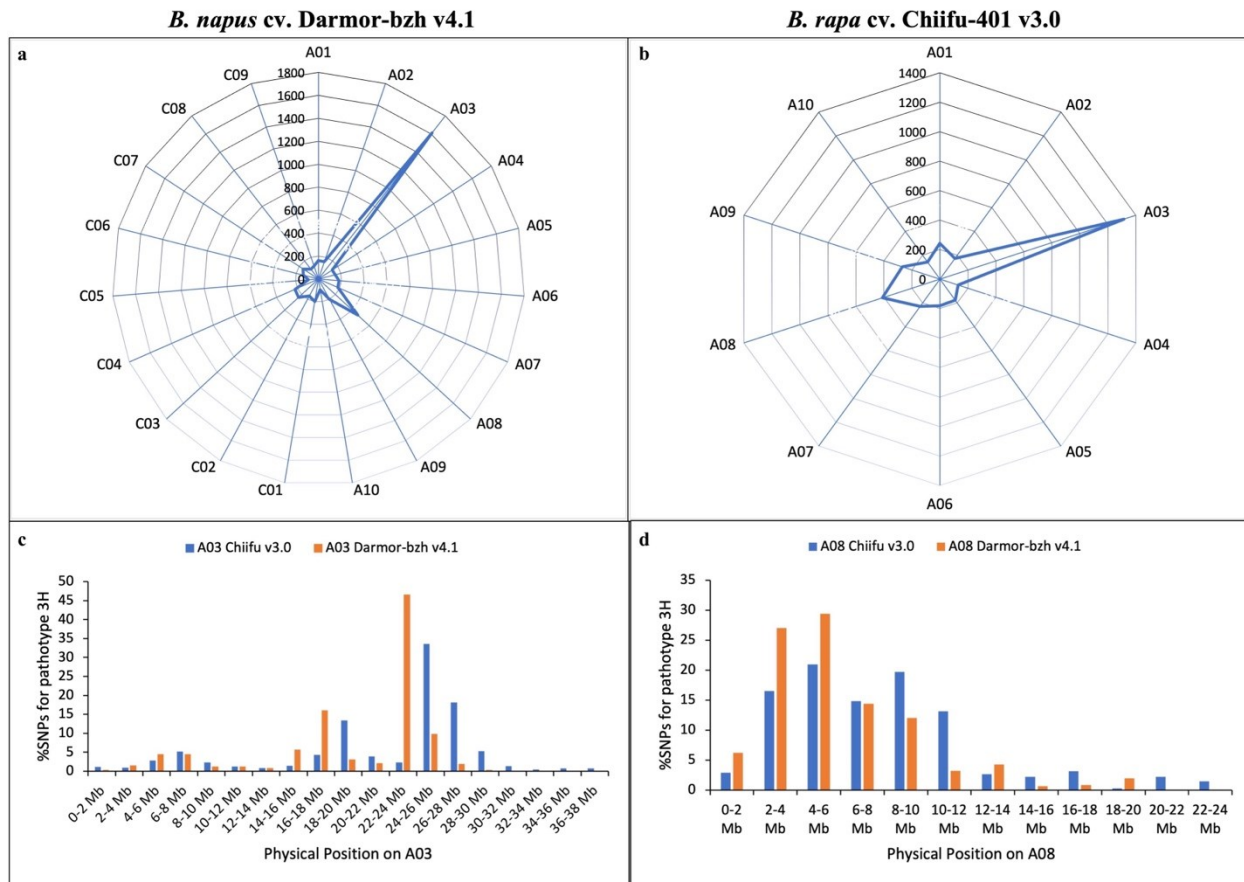 B. napus cv. Darmor-bzh v4.1
B. rapa cv. Chiifu-401 v3.0
a
A01
A02
A03
A04
A05
A06
A07
A08
A09
A10
C01
C02
C03
C04
C05
C06
C07
C08
C09
1800
1600
1400
1200
1000
800
600
400
200
0
b
A01
A02
A03
A04
A05
A06
A07
A08
A09
A10
1400
1200
1000
800
600
400
200
0
c
A03 Chiifu v3.0 A03 Darmor-bzh v4.1
%SNPs for pathotype 3H
50
45
40
35
30
25
20
15
10
5
0
0-2 Mb
2-4 Mb
4-6 Mb
6-8 Mb
8-10 Mb
10-12 Mb
12-14 Mb
14-16 Mb
16-18 Mb
18-20 Mb
20-22 Mb
22-24 Mb
24-26 Mb
26-28 Mb
28-30 Mb
30-32 Mb
32-34 Mb
34-36 Mb
36-38 Mb
Physical Position on A03
d
A08 Chiifu v3.0 A08 Darmor-bzh v4.1
%SNPs for pathotype 3H
35
30
25
20
15
10
5
0
0-2 2-4 4-6 6-8 8-10 10-12 12-14 14-16 16-18 18-20 20-22 22-24
Mb Mb Mb Mb Mb Mb Mb Mb Mb Mb Mb Mb
Physical Position on A08